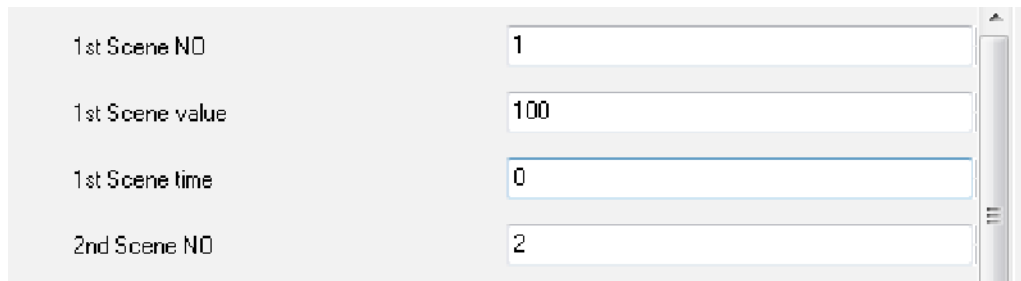 1st Scene NO 1
1st Scene value 100
1st Scene time 0
2nd Scene NO 2